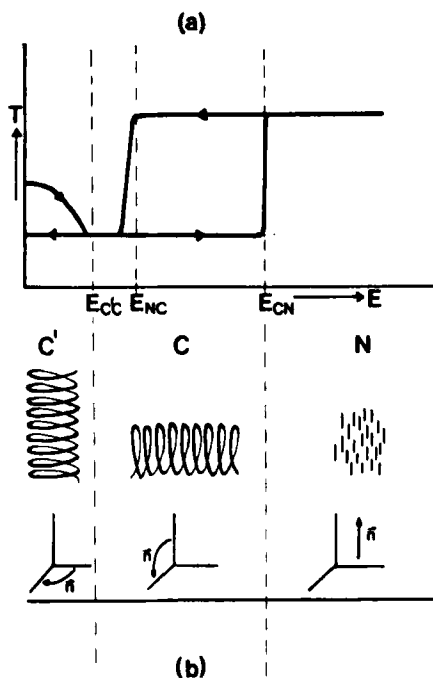 (a)
T
E_C'C E_NC E_CN E
C' C N
n⃗ n⃗ n⃗
(b)